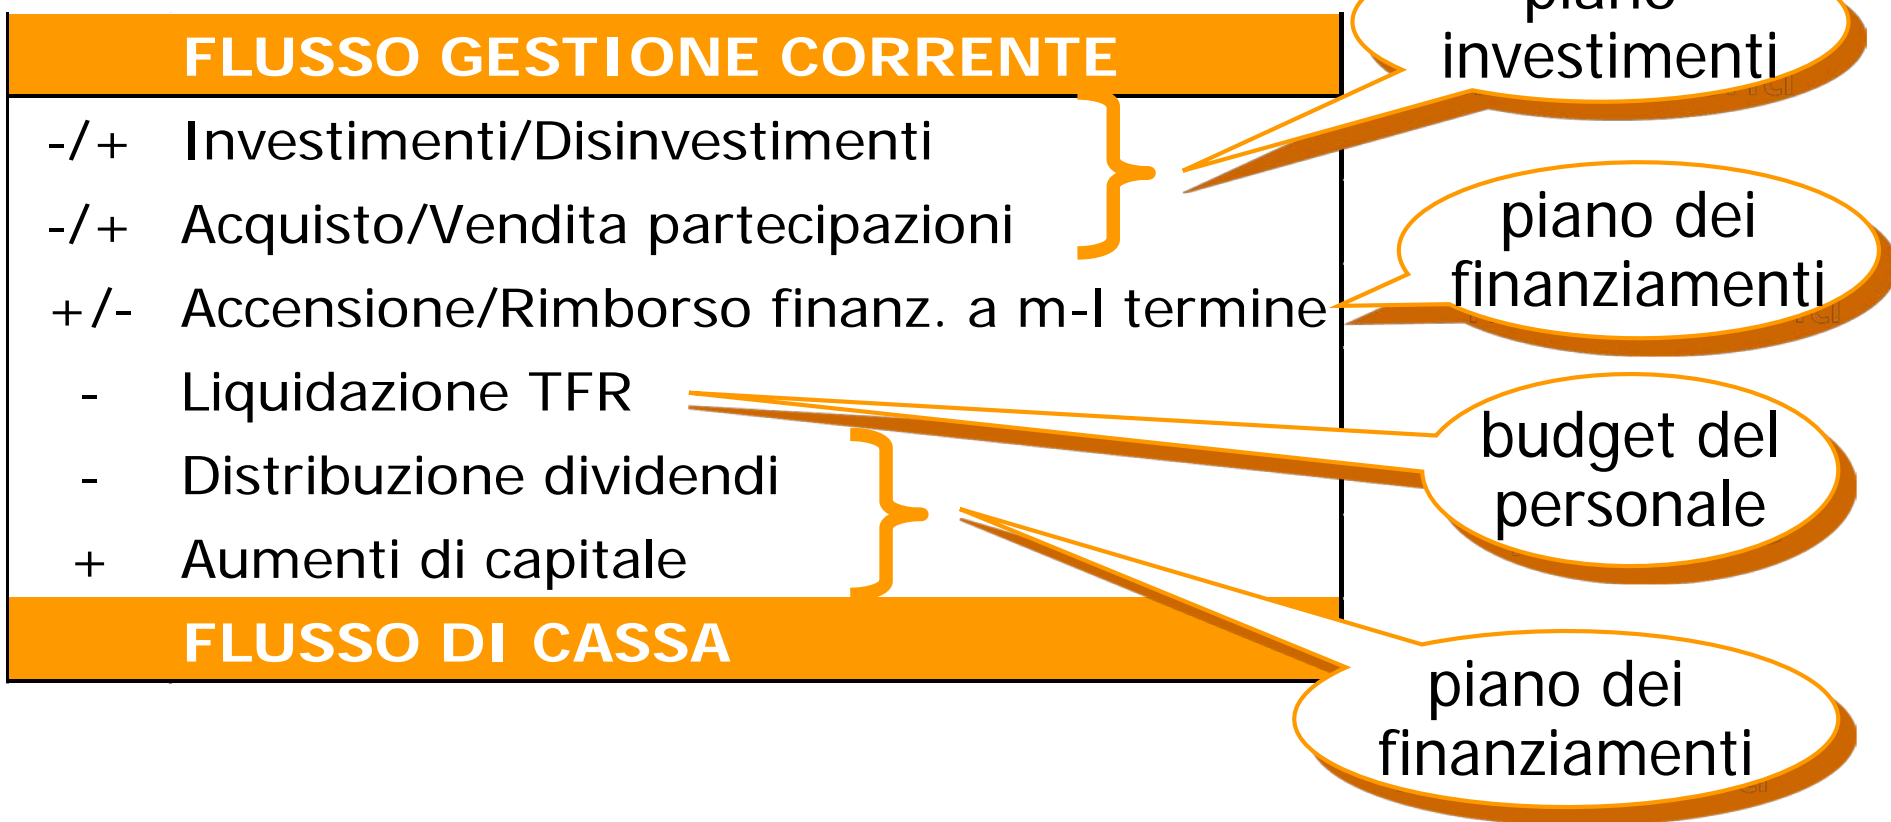 FLUSSO GESTIONE CORRENTE
-/+ Investimenti/Disinvestimenti
-/+ Acquisto/Vendita partecipazioni
+/- Accensione/Rimborso finanz. a m-l termine
- Liquidazione TFR
- Distribuzione dividendi
+ Aumenti di capitale
FLUSSO DI CASSA
piano
investimenti
piano dei
finanziamenti
budget del
personale
piano dei
finanziamenti